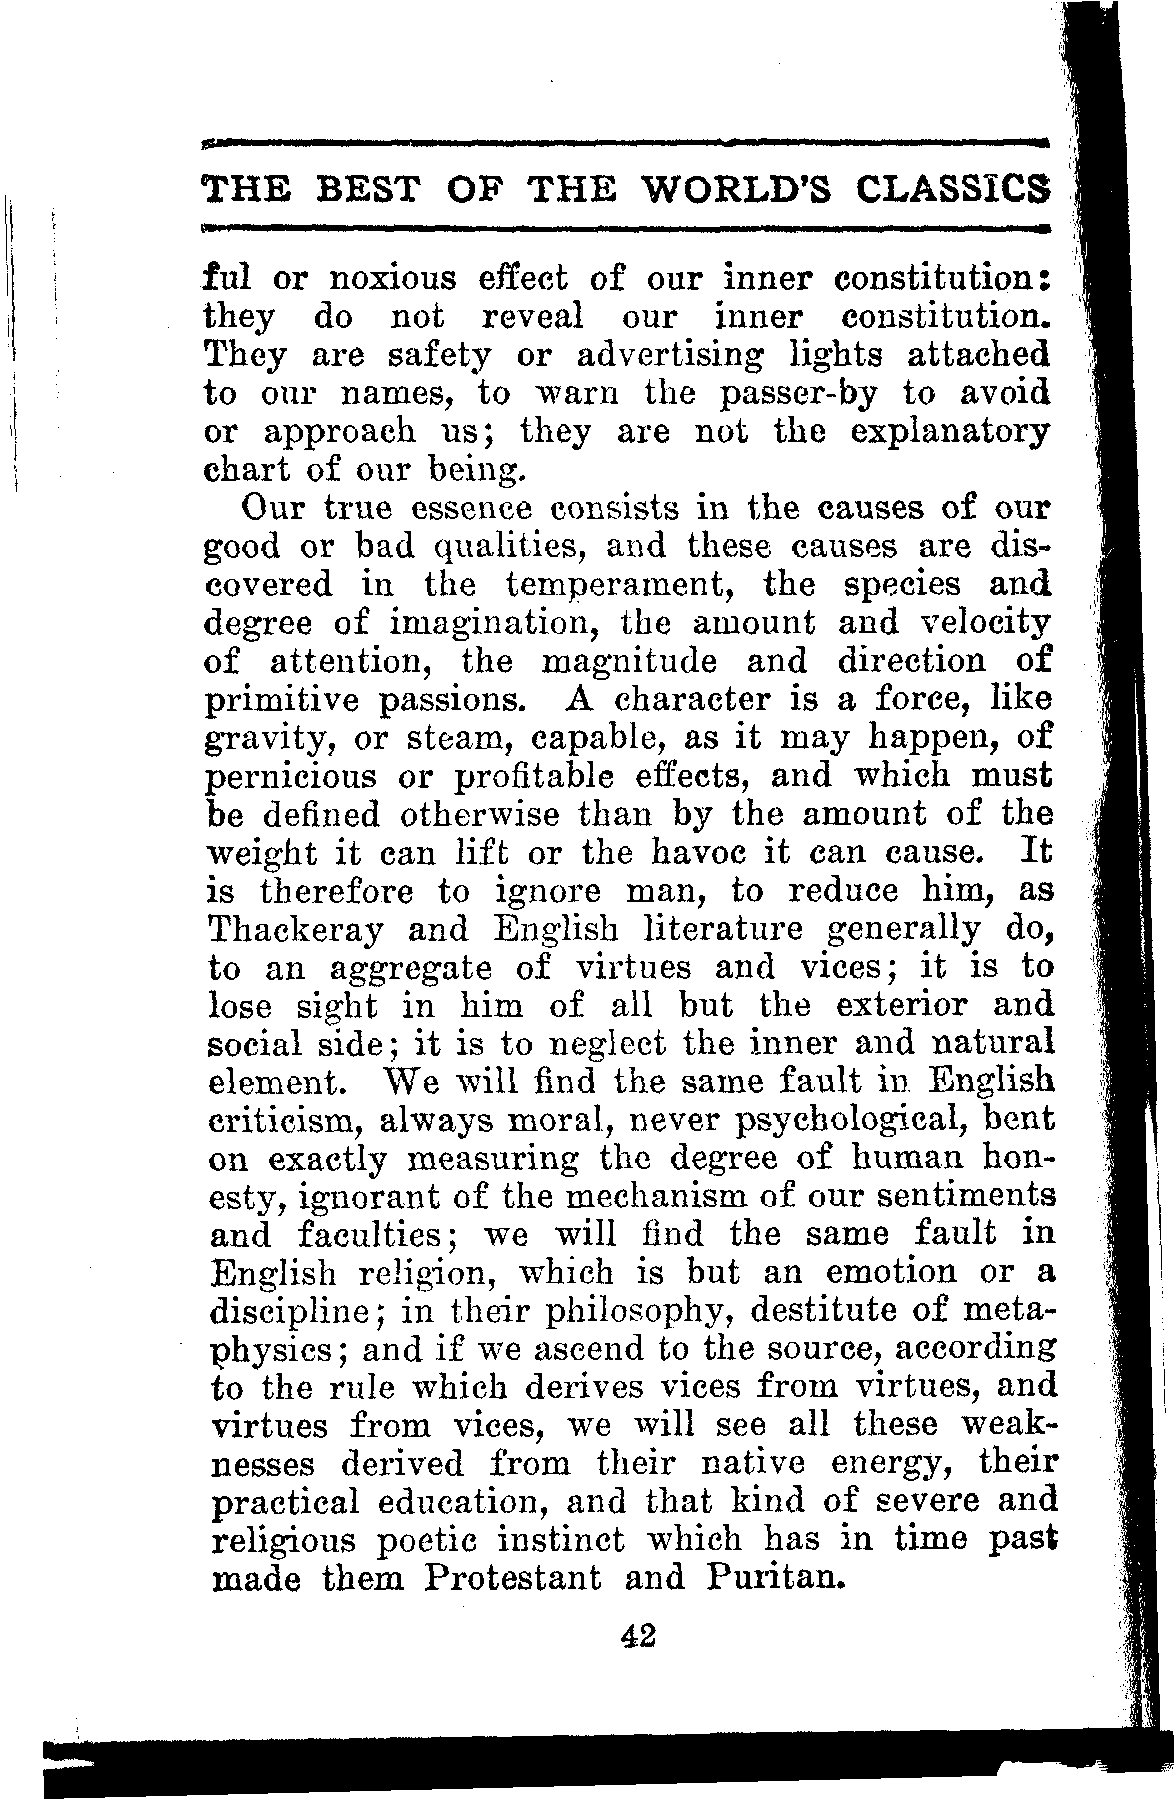 THE BEST OF THE WORLD'S CLASSICS
ful or noxious effect of our inner constitution:
they do not reveal our inner constitution.
They are safety or advertising lights attached
to our names, to warn the passer-by to avoid
or approach us; they are not the explanatory
chart of our being.
Our true essence consists in the causes of our
good or bad qualities, and these causes are dis-
covered in the temperament, the species and
degree of imagination, the amount and velocity
of attention, the magnitude and direction of
primitive passions. A character is a force, like
gravity, or steam, capable, as it may happen, of
pernicious or profitable effects, and which must
be defined otherwise than by the amount of the
weight it can lift or the havoc it can cause. It
is therefore to ignore man, to reduce him, as
Thackeray and English literature generally do,
to an aggregate of virtues and vices; it is to
lose sight in him of all but the exterior and
social side; it is to neglect the inner and natural
element. We will find the same fault in English
criticism, always moral, never psychological, bent
on exactly measuring the degree of human hon-
esty, ignorant of the mechanism of our sentiments
and faculties; we will find the same fault in
English religion, which is but an emotion or a
discipline; in their philosophy, destitute of meta-
physics; and if we ascend to the source, according
to the rule which derives vices from virtues, and
virtues from vices, we will see all these weak-
nesses derived from their native energy, their
practical education, and that kind of severe and
religious poetic instinct which has in time past
made them Protestant and Puritan.
42